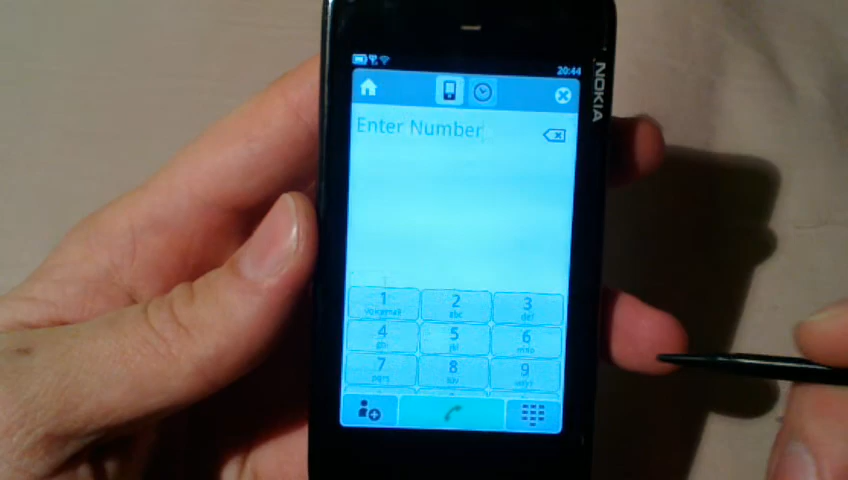 20:44
NOKIA
Enter Number
1 2 3
voicemail abc def
4 5 6
ghi jkl mno
7 8 9
pqrs tuv